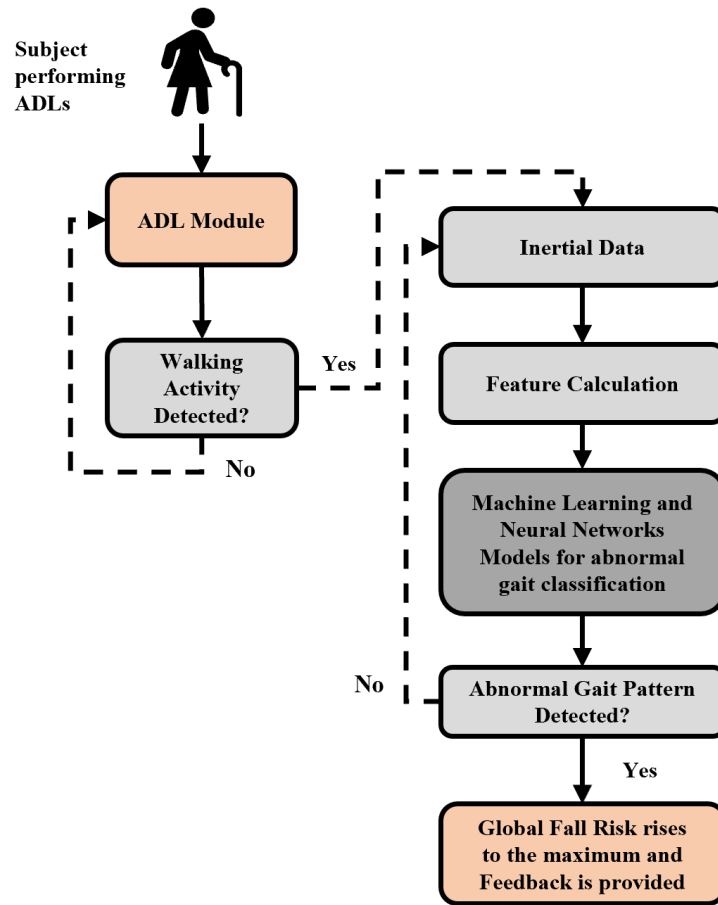 Subject
performing
ADLs
ADL Module
Walking
Activity
Detected?
Yes
No
Inertial Data
Feature Calculation
Machine Learning and
Neural Networks
Models for abnormal
gait classification
Abnormal Gait Pattern
Detected?
No
Yes
Global Fall Risk rises
to the maximum and
Feedback is provided